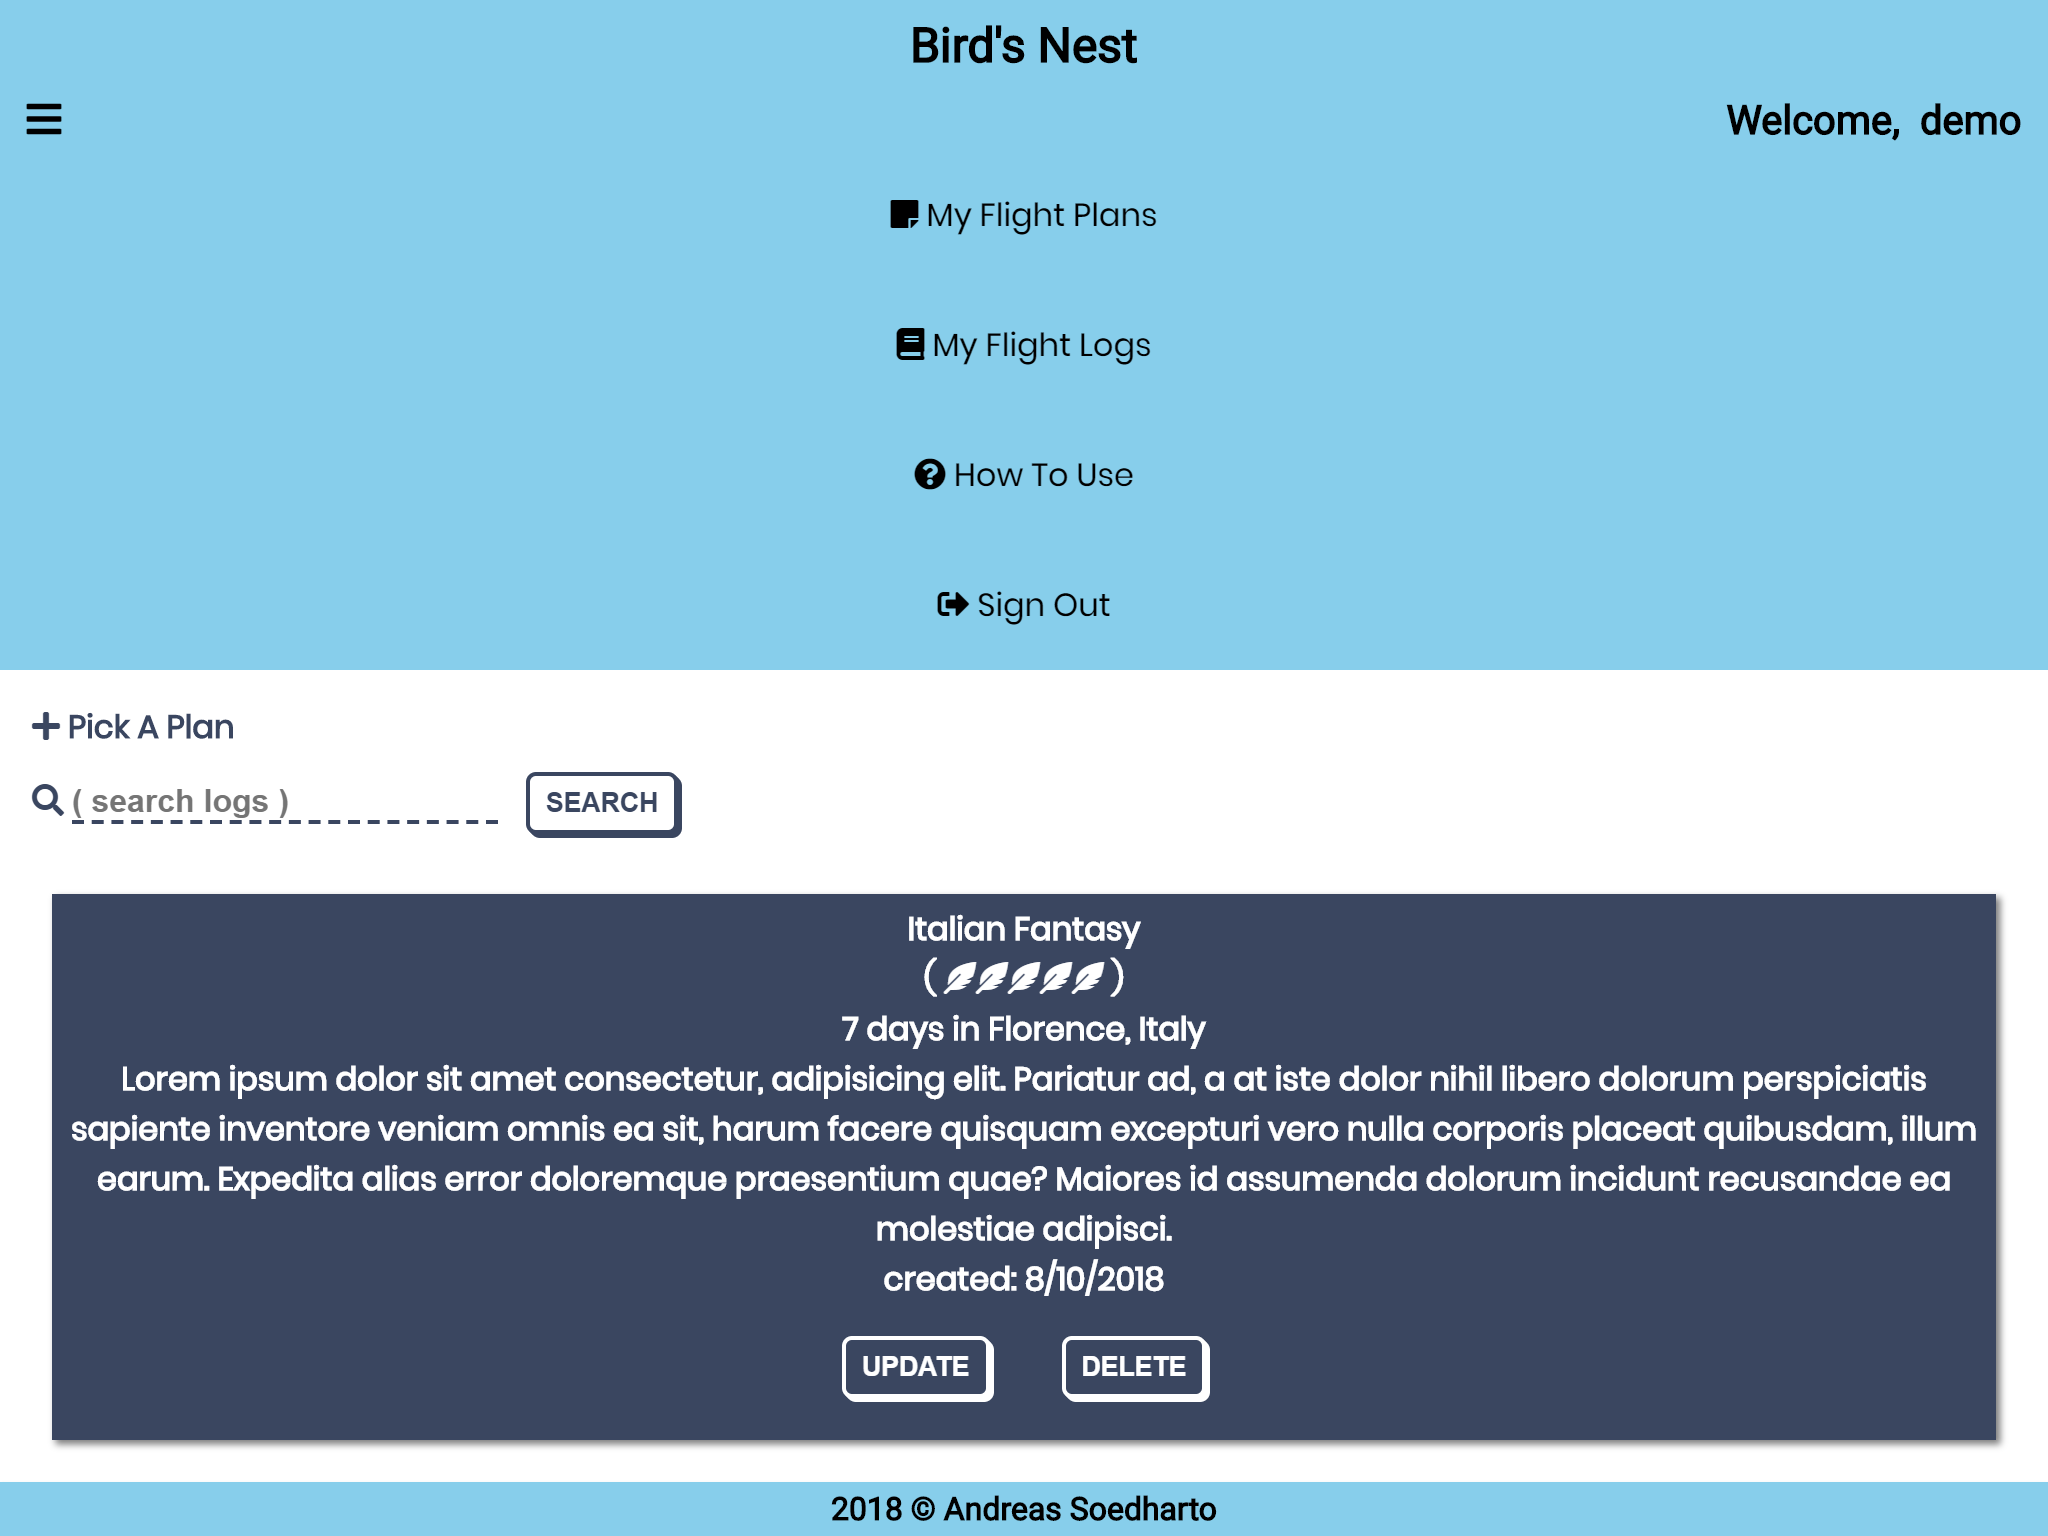 Bird's Nest
Welcome, demo
My Flight Plans
My Flight Logs
How To Use
Sign Out
Pick A Plan
( search logs ) SEARCH
Italian Fantasy
( )
7 days in Florence, Italy
Lorem ipsum dolor sit amet consectetur, adipisicing elit. Pariatur ad, a at iste dolor nihil libero dolorum perspiciatis
sapiente inventore veniam omnis ea sit, harum facere quisquam excepturi vero nulla corporis placeat quibusdam, illum
earum. Expedita alias error doloremque praesentium quae? Maiores id assumenda dolorum incidunt recusandae ea
molestiae adipisci.
created: 8/10/2018
UPDATE DELETE
2018 © Andreas Soedharto